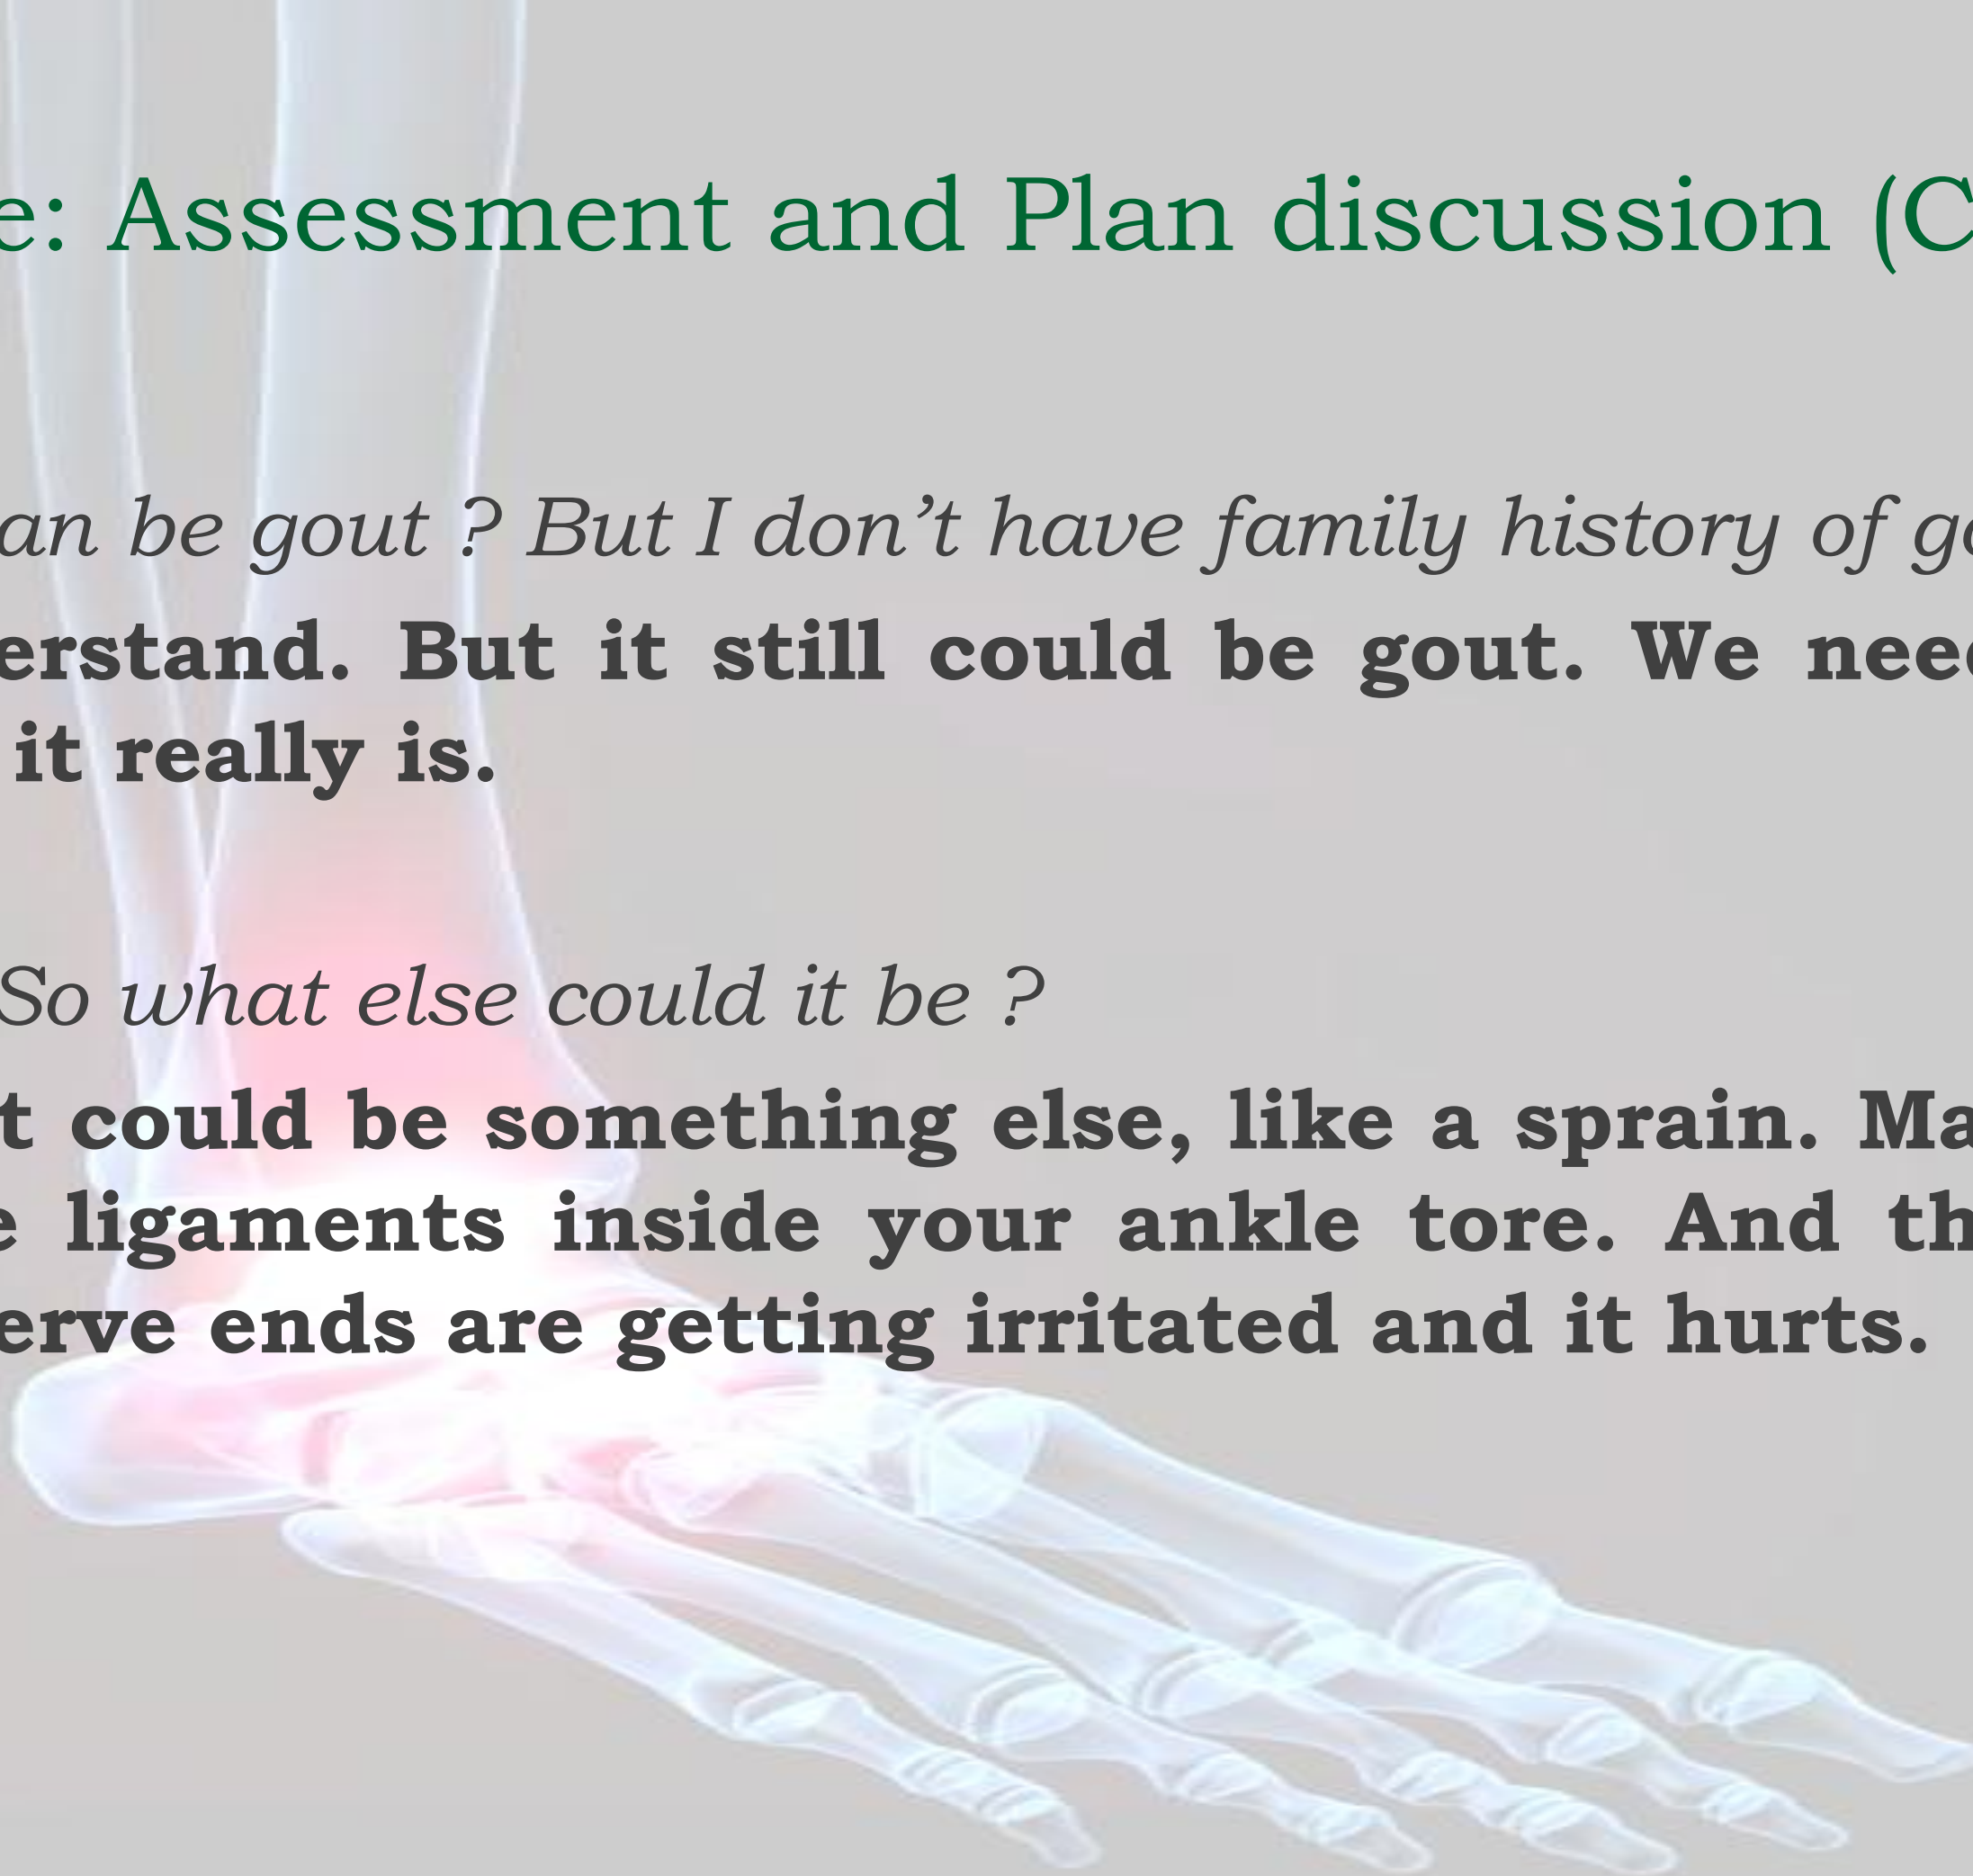 e: Assessment and Plan discussion (C
an be gout ? But I don’t have family history of go
erstand. But it still could be gout. We need
it really is.
So what else could it be ?
t could be something else, like a sprain. Ma
e ligaments inside your ankle tore. And th
erve ends are getting irritated and it hurts.